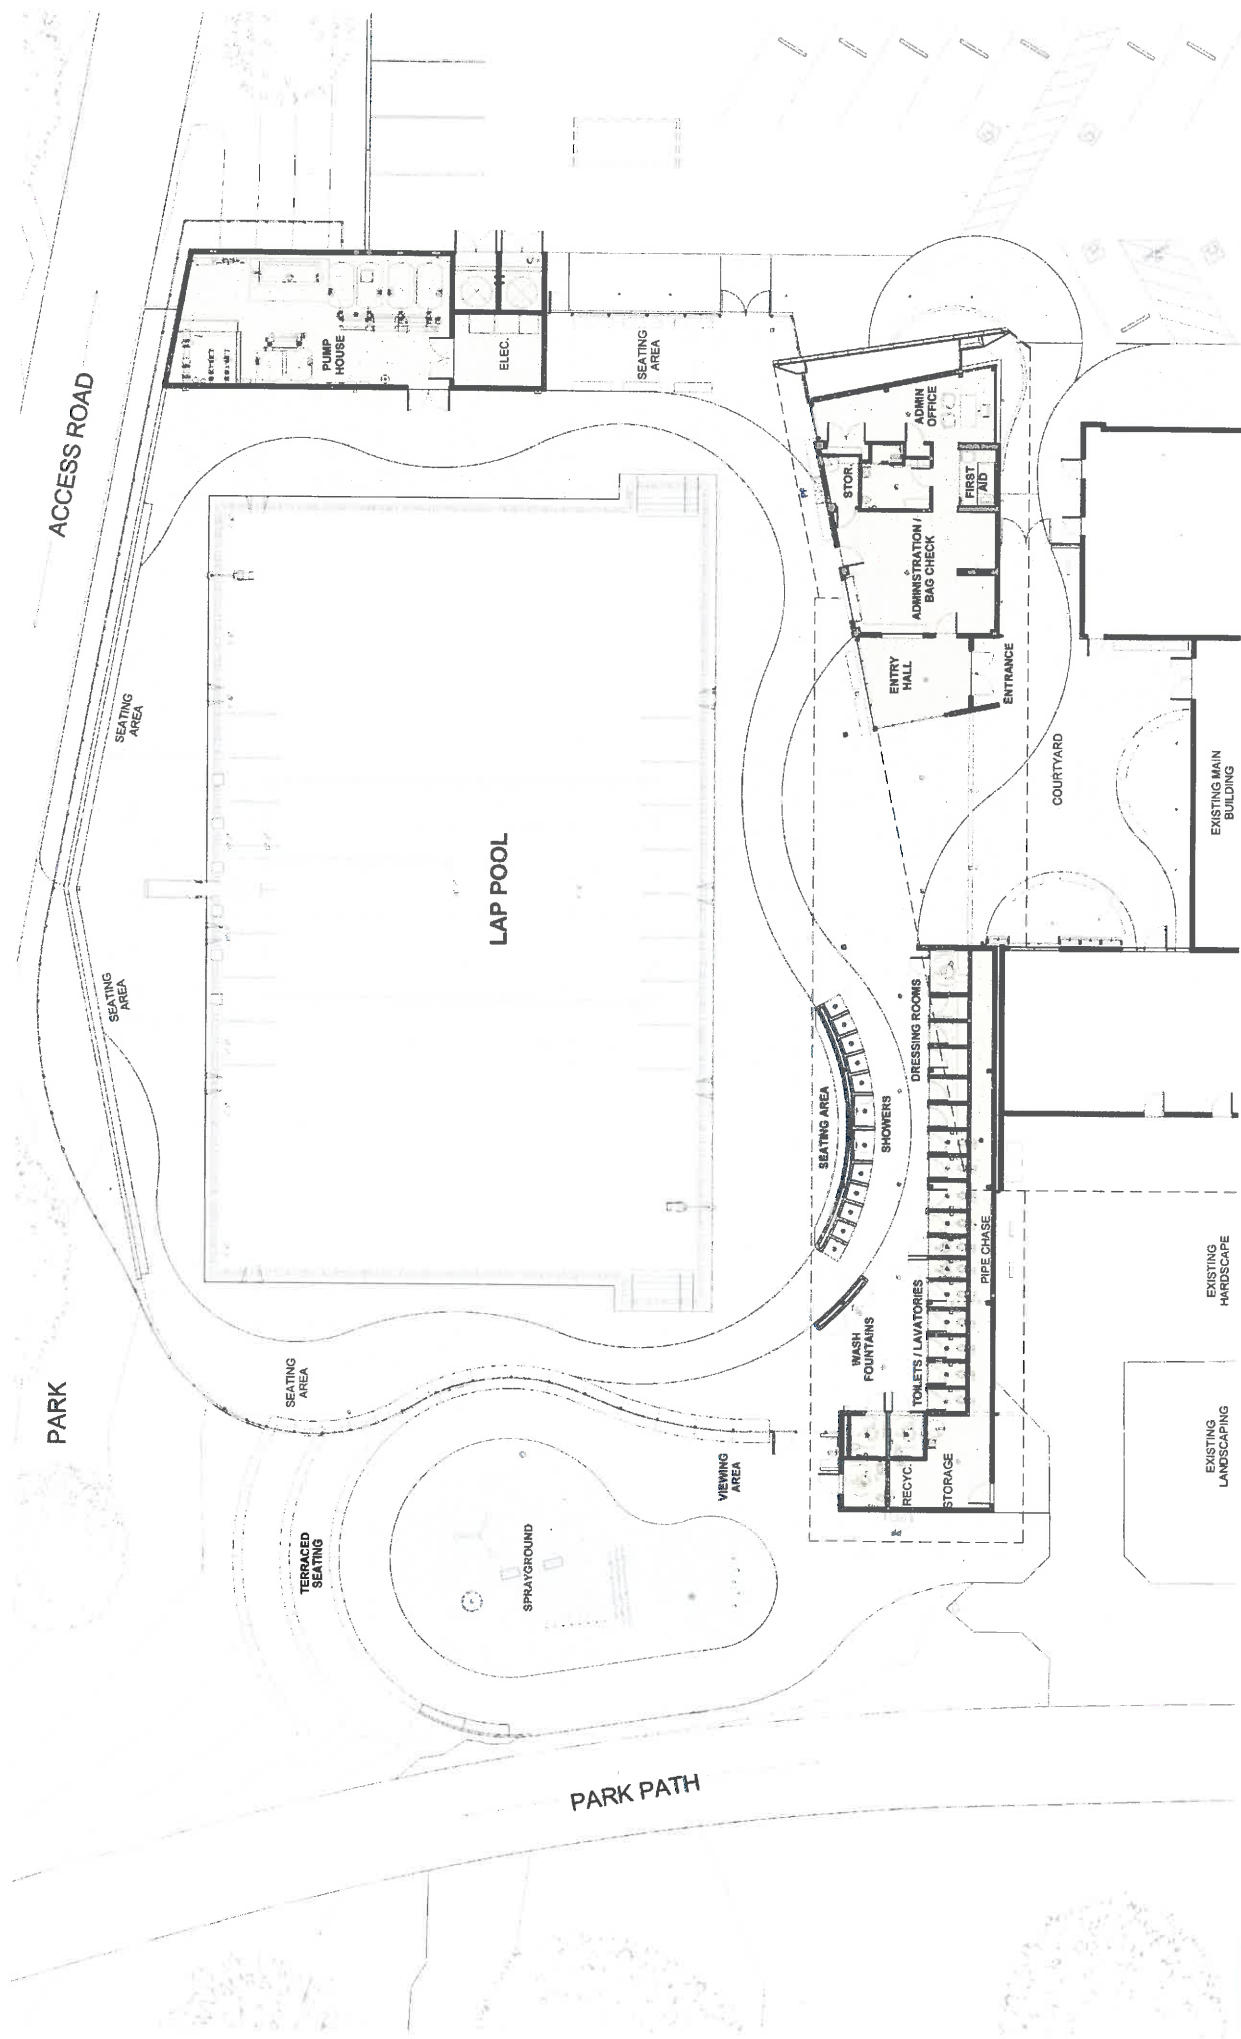 ACCESS ROAD
PUMP
HOUSE
ELEC.
SEATING
AREA
ADMIN
OFFICE
STOR.
FIRST
AID
ADMINISTRATION /
BAG CHECK
ENTRY
HALL
ENTRANCE
COURTYARD
EXISTING MAIN
BUILDING
SEATING
AREA
LAP POOL
SEATING
AREA
DRESSING ROOMS
SEATING AREA
SHOWERS
PIPE CHASE
EXISTING
HARDSCAPE
TOILETS / LAVATORIES
WASH
FOUNTAINS
PARK
SEATING
AREA
VIEWING
AREA
RECYC.
STORAGE
EXISTING
LANDSCAPING
TERRACED
SEATING
SPRAYGROUND
PARK PATH